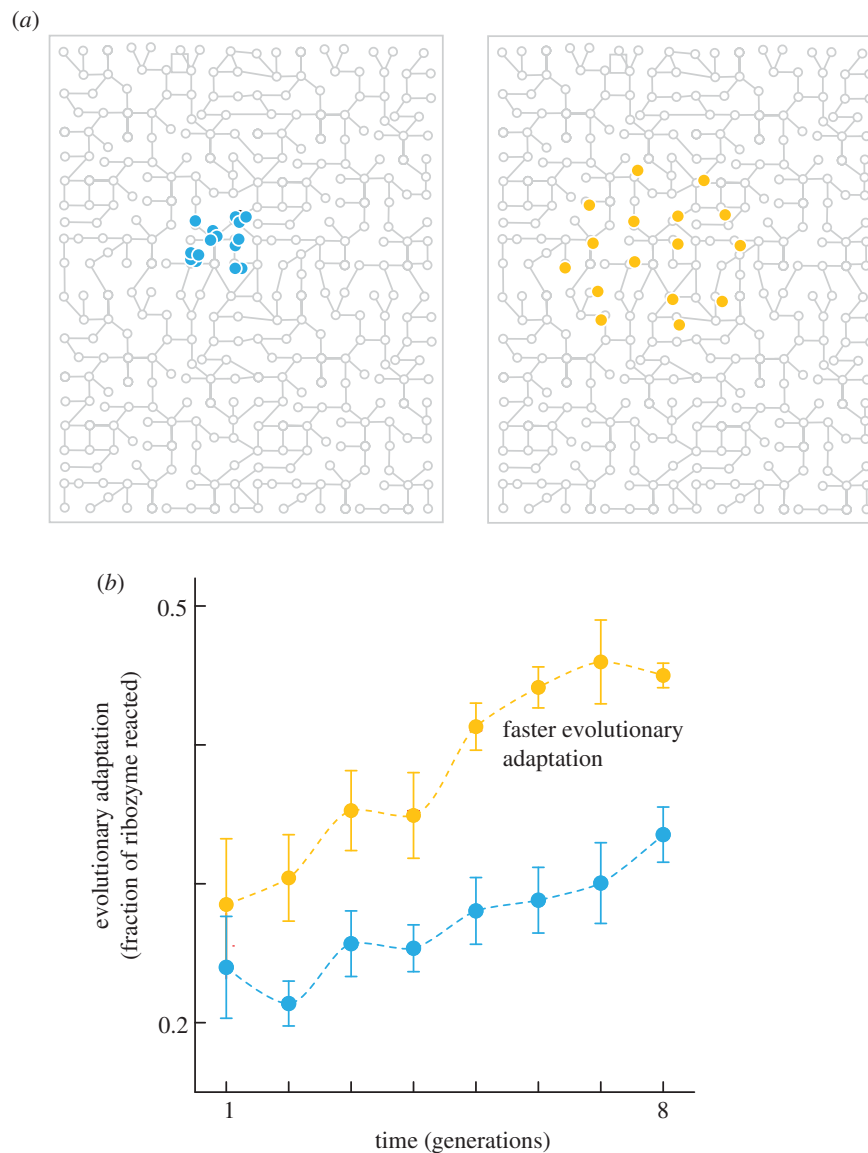 (a)
(b)
0.5
0.2
evolutionary adaptation
(fraction of ribozyme reacted)
faster evolutionary
adaptation
1
8
time (generations)